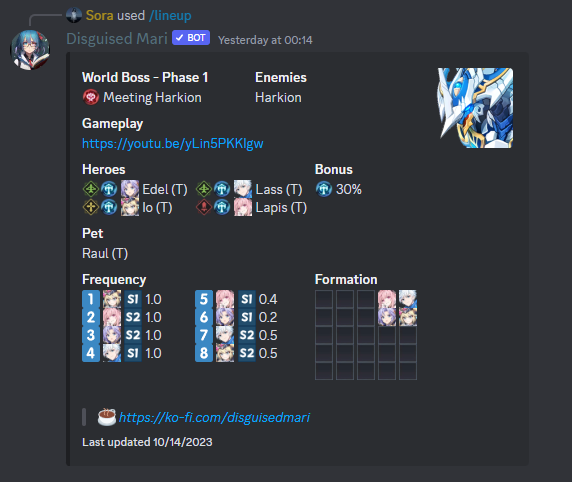 Sora used /lineup
Disguised Mari ✓ BOT Yesterday at 00:14
World Boss - Phase 1 Enemies
Meeting Harkion Harkion
Gameplay
https://youtu.be/yLin5PKKlgw
Heroes Bonus
Edel (T) Lass (T) 30%
Io (T) Lapis (T)
Pet
Raul (T)
Frequency Formation
1 S1 1.0 5 S1 0.4
2 S2 1.0 6 S1 0.2
3 S2 1.0 7 S2 0.5
4 S1 1.0 8 S2 0.5
https://ko-fi.com/disguisedmari
Last updated 10/14/2023